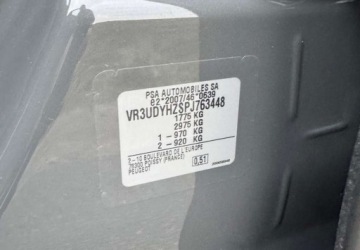 PSA AUTOMOBILES SA
e2*2007/46*0639
VR3UDYHZSPJ763448
1775 KG
2975 KG
1 - 970 KG
2 - 920 KG
2 - 10 BOULEVARD DE L'EUROPE
78300 POISSY (FRANCE)
PEUGEOT
0,51